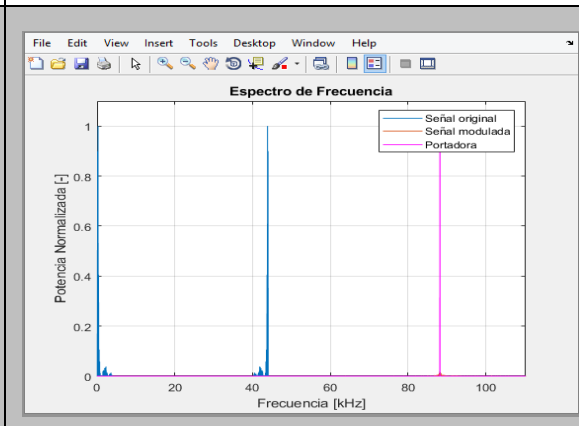 File Edit View Insert Tools Desktop Window Help
Espectro de Frecuencia
Señal original
Señal modulada
Portadora
Potencia Normalizada [-]
1
0.8
0.6
0.4
0.2
0
0 20 40 60 80 100
Frecuencia [kHz]